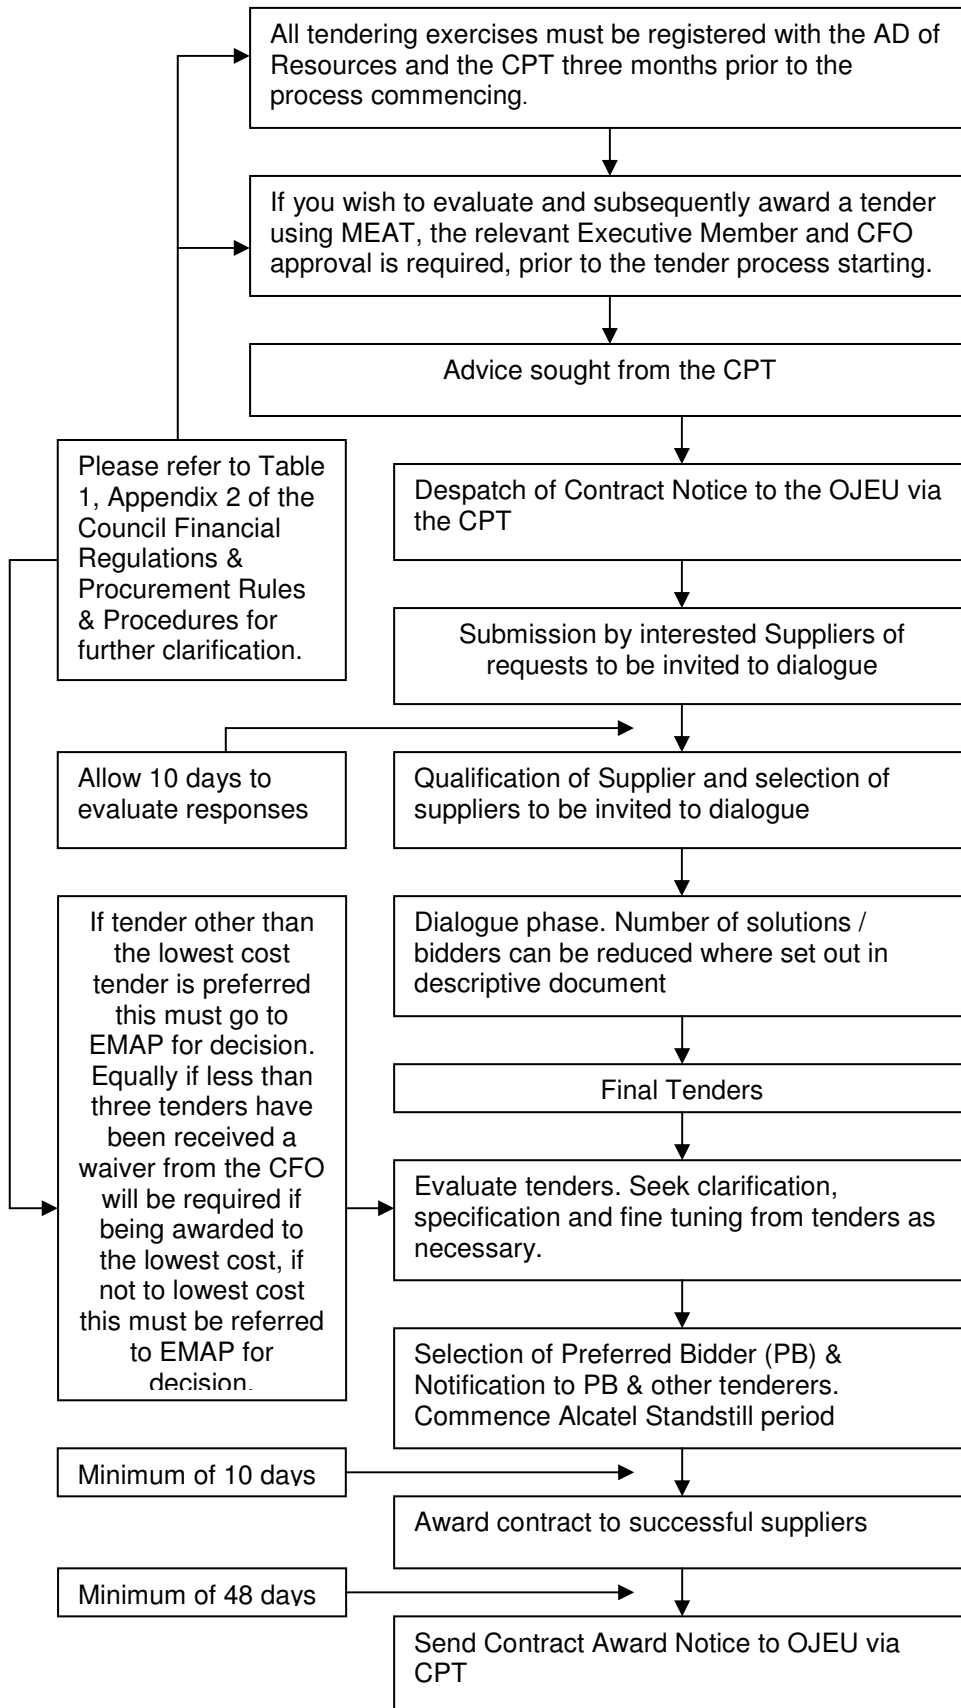 All tendering exercises must be registered with the AD of
Resources and the CPT three months prior to the
process commencing.
If you wish to evaluate and subsequently award a tender
using MEAT, the relevant Executive Member and CFO
approval is required, prior to the tender process starting.
Advice sought from the CPT
Please refer to Table
1, Appendix 2 of the
Council Financial
Regulations &
Procurement Rules
& Procedures for
further clarification.
Despatch of Contract Notice to the OJEU via
the CPT
Submission by interested Suppliers of
requests to be invited to dialogue
Allow 10 days to
evaluate responses
Qualification of Supplier and selection of
suppliers to be invited to dialogue
If tender other than
the lowest cost
tender is preferred
this must go to
EMAP for decision.
Equally if less than
three tenders have
been received a
waiver from the CFO
will be required if
being awarded to
the lowest cost, if
not to lowest cost
this must be referred
to EMAP for
decision.
Dialogue phase. Number of solutions /
bidders can be reduced where set out in
descriptive document
Final Tenders
Evaluate tenders. Seek clarification,
specification and fine tuning from tenders as
necessary.
Selection of Preferred Bidder (PB) &
Notification to PB & other tenderers.
Commence Alcatel Standstill period
Minimum of 10 days
Award contract to successful suppliers
Minimum of 48 days
Send Contract Award Notice to OJEU via
CPT